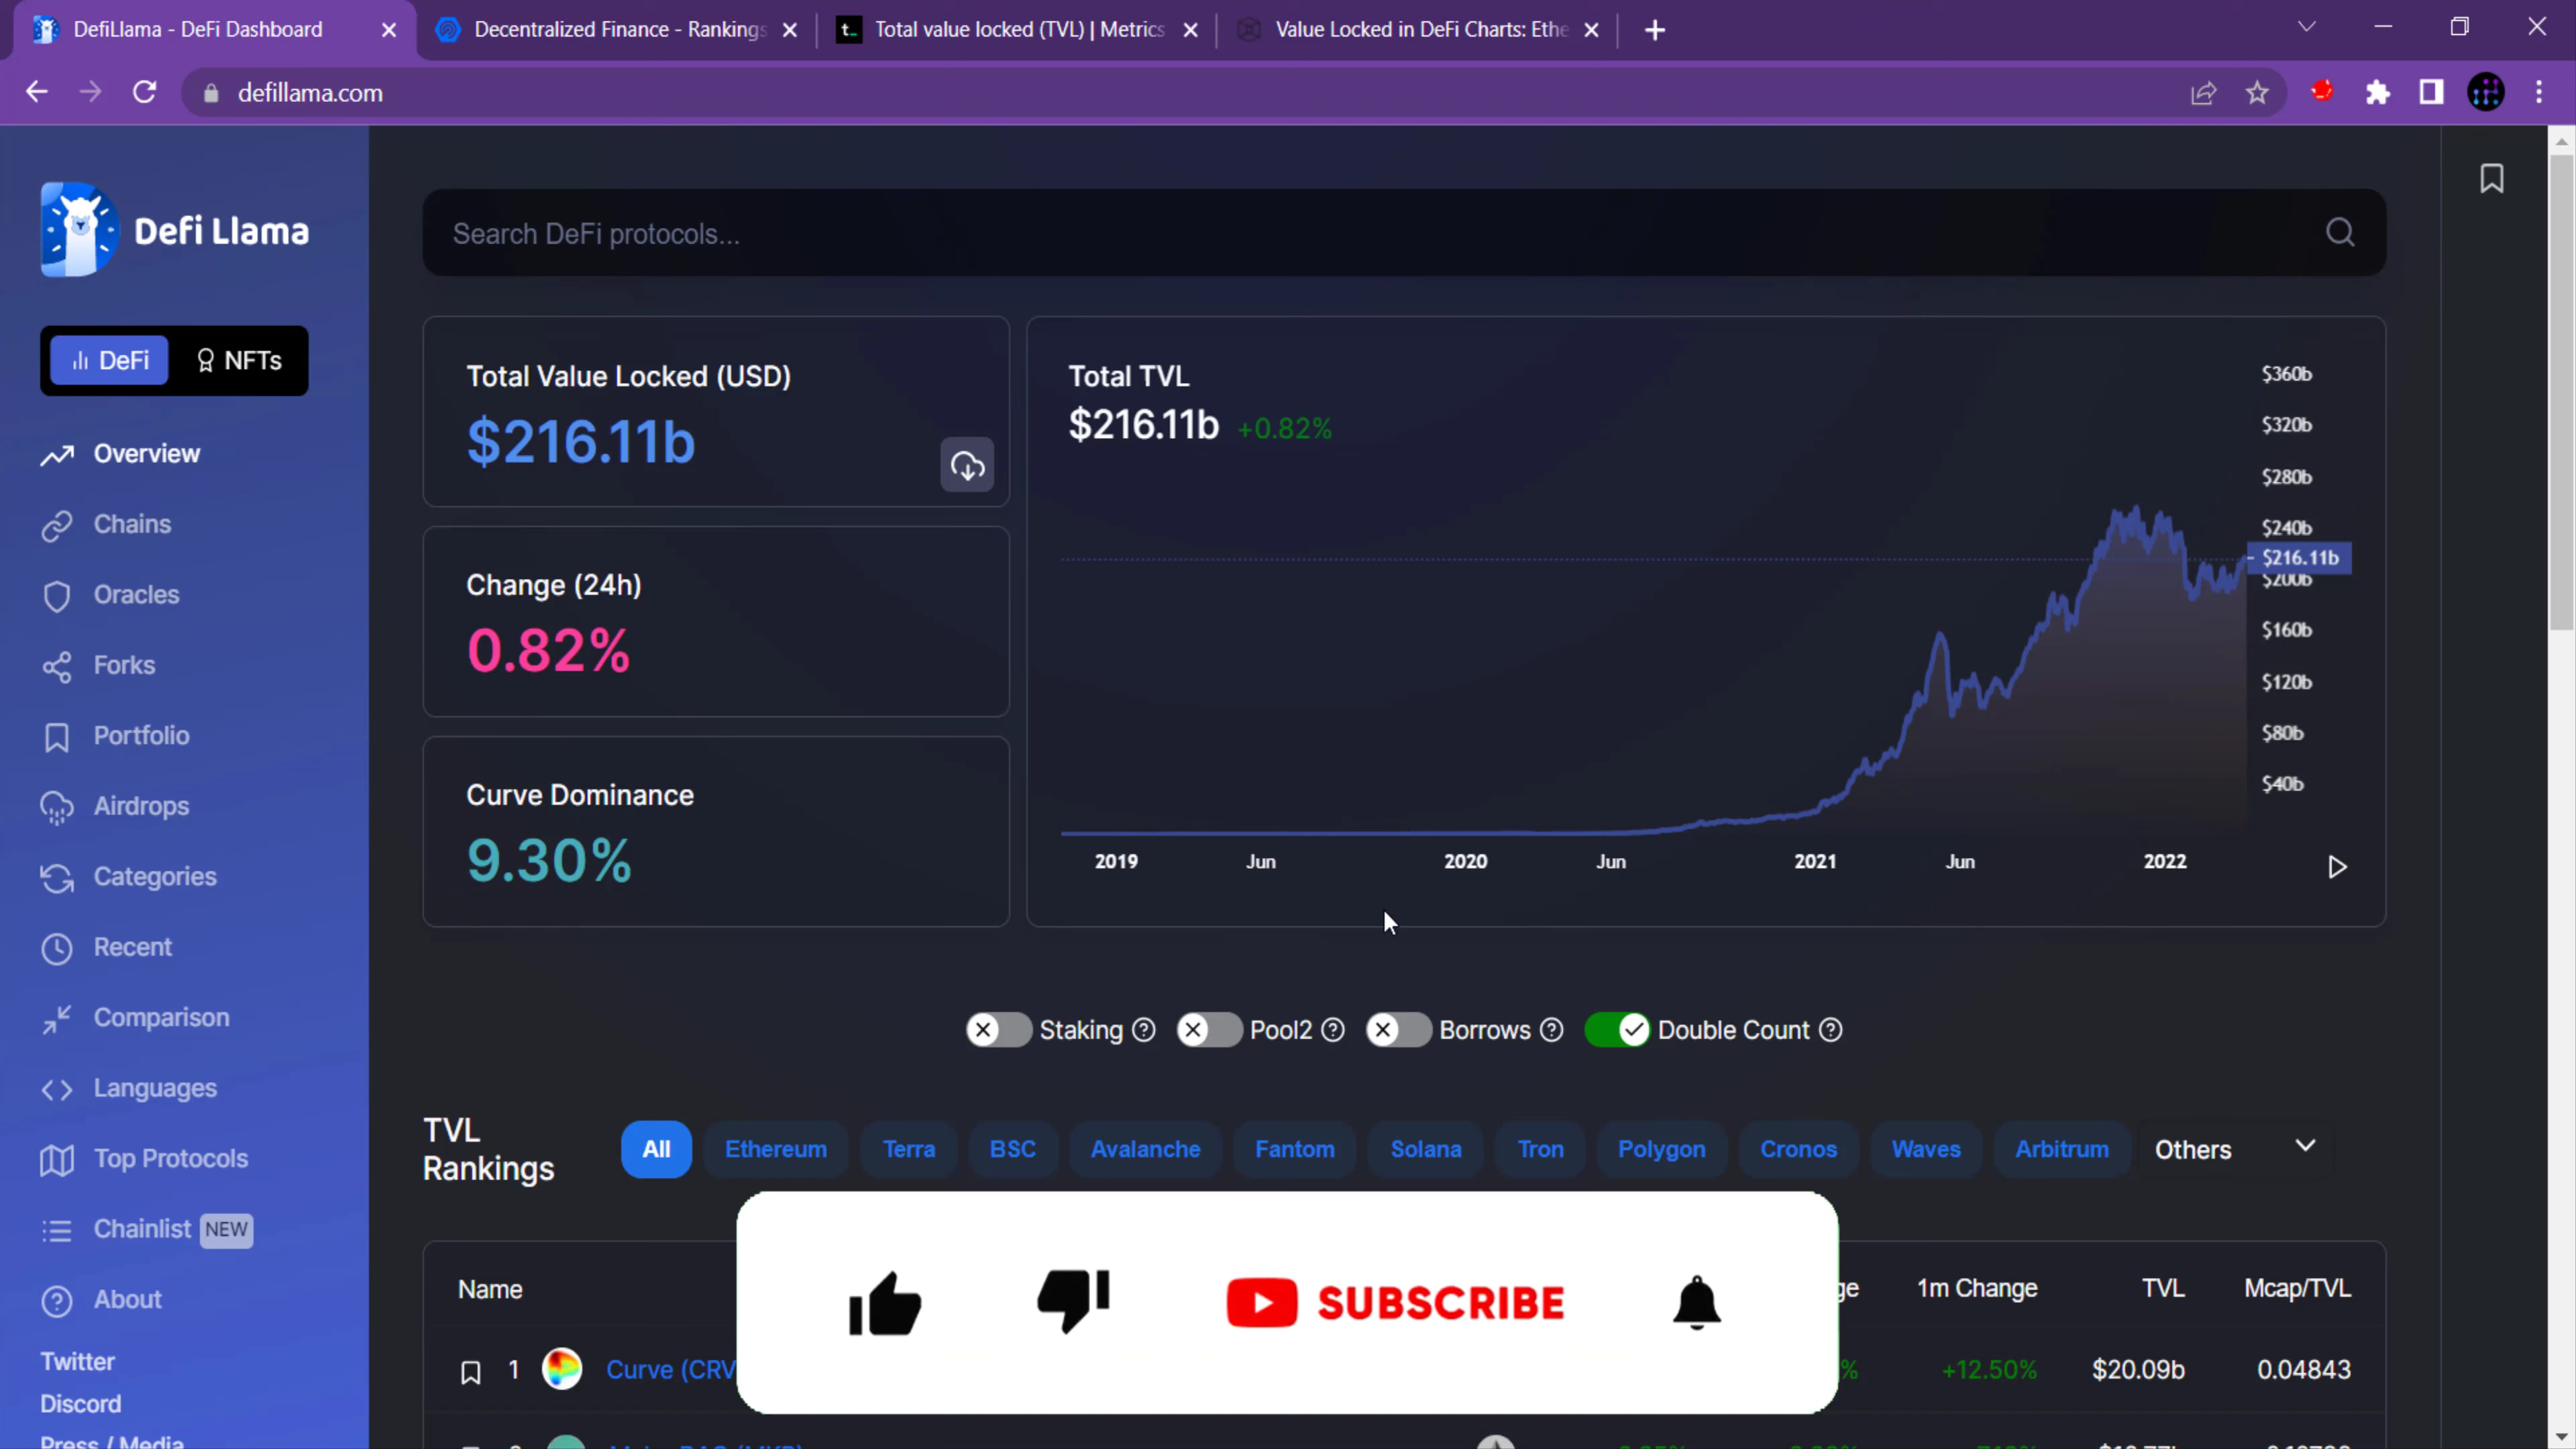 DefiLlama - DeFi Dashboard
Decentralized Finance - Rankings
Total value locked (TVL) | Metrics
Value Locked in DeFi Charts: Ethe
defillama.com
Defi Llama
DeFi
NFTs
Overview
Chains
Oracles
Forks
Portfolio
Airdrops
Categories
Recent
Comparison
Languages
Top Protocols
Chainlist NEW
About
Twitter
Discord
Press / Media
Search DeFi protocols...
Total Value Locked (USD)
$216.11b
Change (24h)
0.82%
Curve Dominance
9.30%
Total TVL
$216.11b +0.82%
$360b
$320b
$280b
$240b
$216.11b
$200b
$160b
$120b
$80b
$40b
2019 Jun 2020 Jun 2021 Jun 2022
Staking Pool2 Borrows Double Count
TVL
Rankings
All Ethereum Terra BSC Avalanche Fantom Solana Tron Polygon Cronos Waves Arbitrum Others
Name 1m Change TVL Mcap/TVL
SUBSCRIBE
1 Curve (CRV +12.50% $20.09b 0.04843